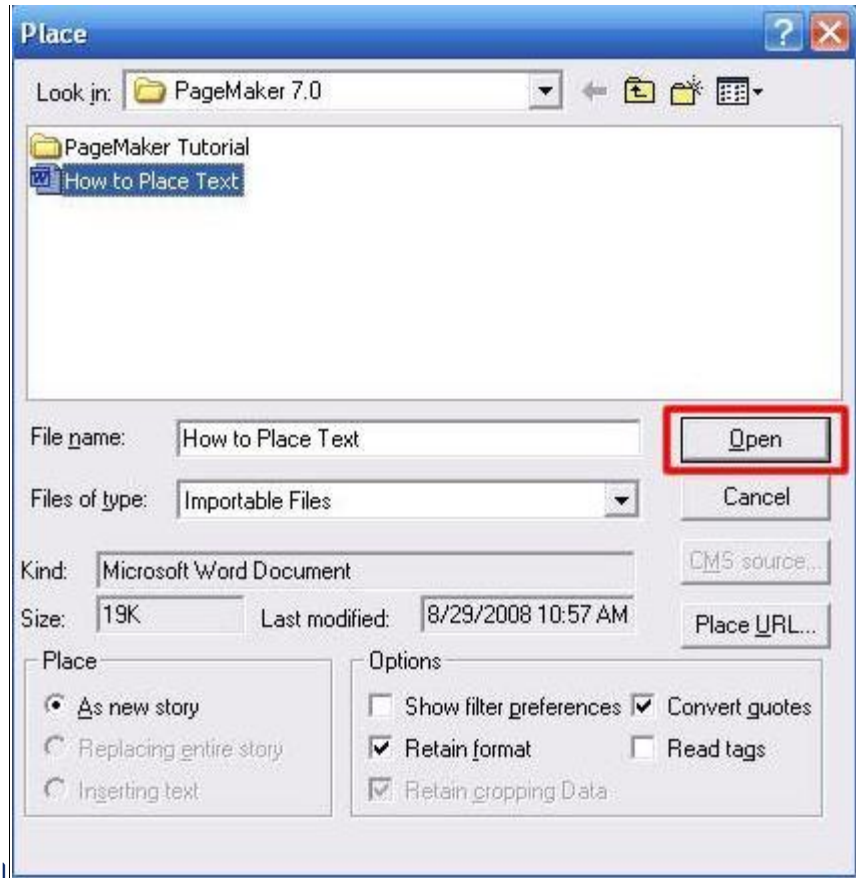 Place
Look in: PageMaker 7.0
PageMaker Tutorial
How to Place Text
File name: How to Place Text Open
Files of type: Importable Files Cancel
Kind: Microsoft Word Document CMS source...
Size: 19K Last modified: 8/29/2008 10:57 AM Place URL...
Place Options
As new story Show filter preferences Convert quotes
Replacing entire story Retain format Read tags
Inserting text Retain cropping Data